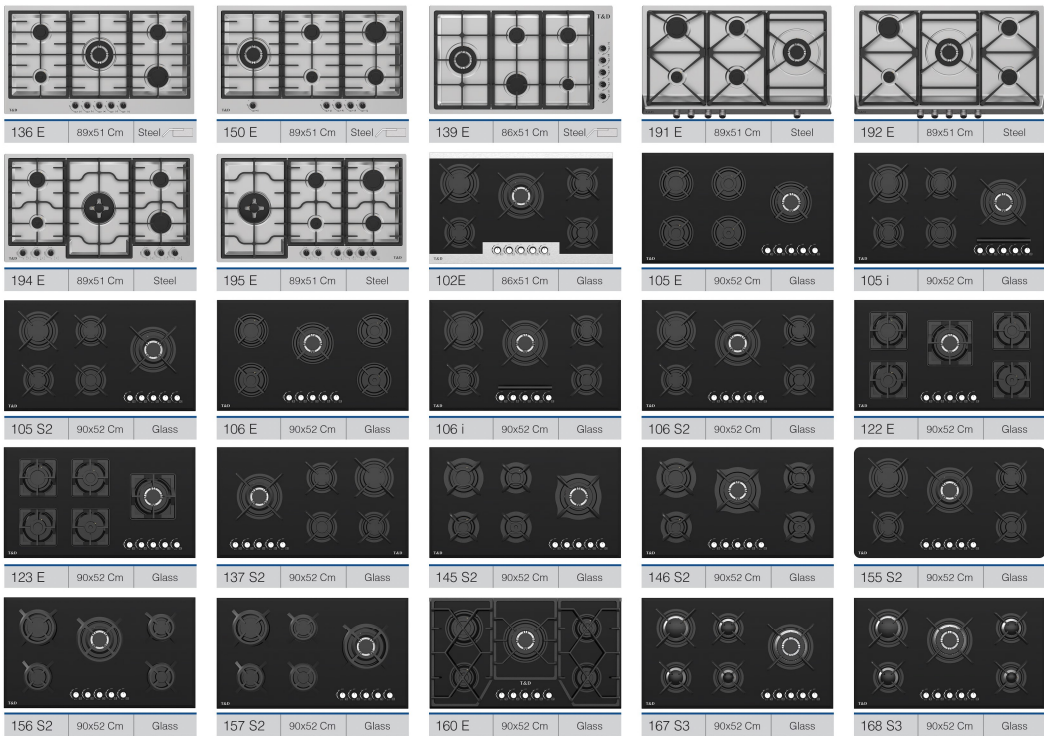 T&D
T&D
T&D
136 E 89x51 Cm Steel
150 E 89x51 Cm Steel
139 E 86x51 Cm Steel
191 E 89x51 Cm Steel
192 E 89x51 Cm Steel
T&D
T&D
T&D
T&D
T&D
194 E 89x51 Cm Steel
195 E 89x51 Cm Steel
102E 86x51 Cm Glass
105 E 90x52 Cm Glass
105 i 90x52 Cm Glass
T&D
T&D
T&D
T&D
T&D
105 S2 90x52 Cm Glass
106 E 90x52 Cm Glass
106 i 90x52 Cm Glass
106 S2 90x52 Cm Glass
122 E 90x52 Cm Glass
T&D
T&D
T&D
T&D
T&D
123 E 90x52 Cm Glass
137 S2 90x52 Cm Glass
145 S2 90x52 Cm Glass
146 S2 90x52 Cm Glass
155 S2 90x52 Cm Glass
T&D
T&D
T&D
T&D
T&D
156 S2 90x52 Cm Glass
157 S2 90x52 Cm Glass
160 E 90x52 Cm Glass
167 S3 90x52 Cm Glass
168 S3 90x52 Cm Glass